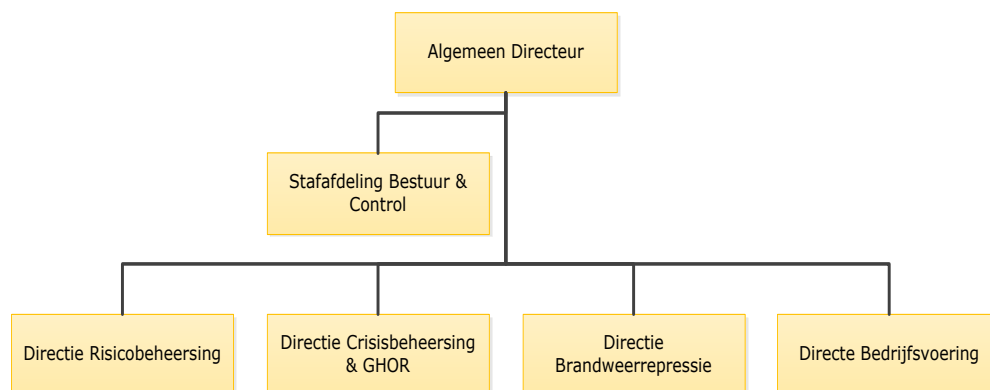 Algemeen Directeur
Stafafdeling Bestuur &
Control
Directie Risicobeheersing
Directie Crisisbeheersing
& GHOR
Directie
Brandweerrepressie
Directe Bedrijfsvoering